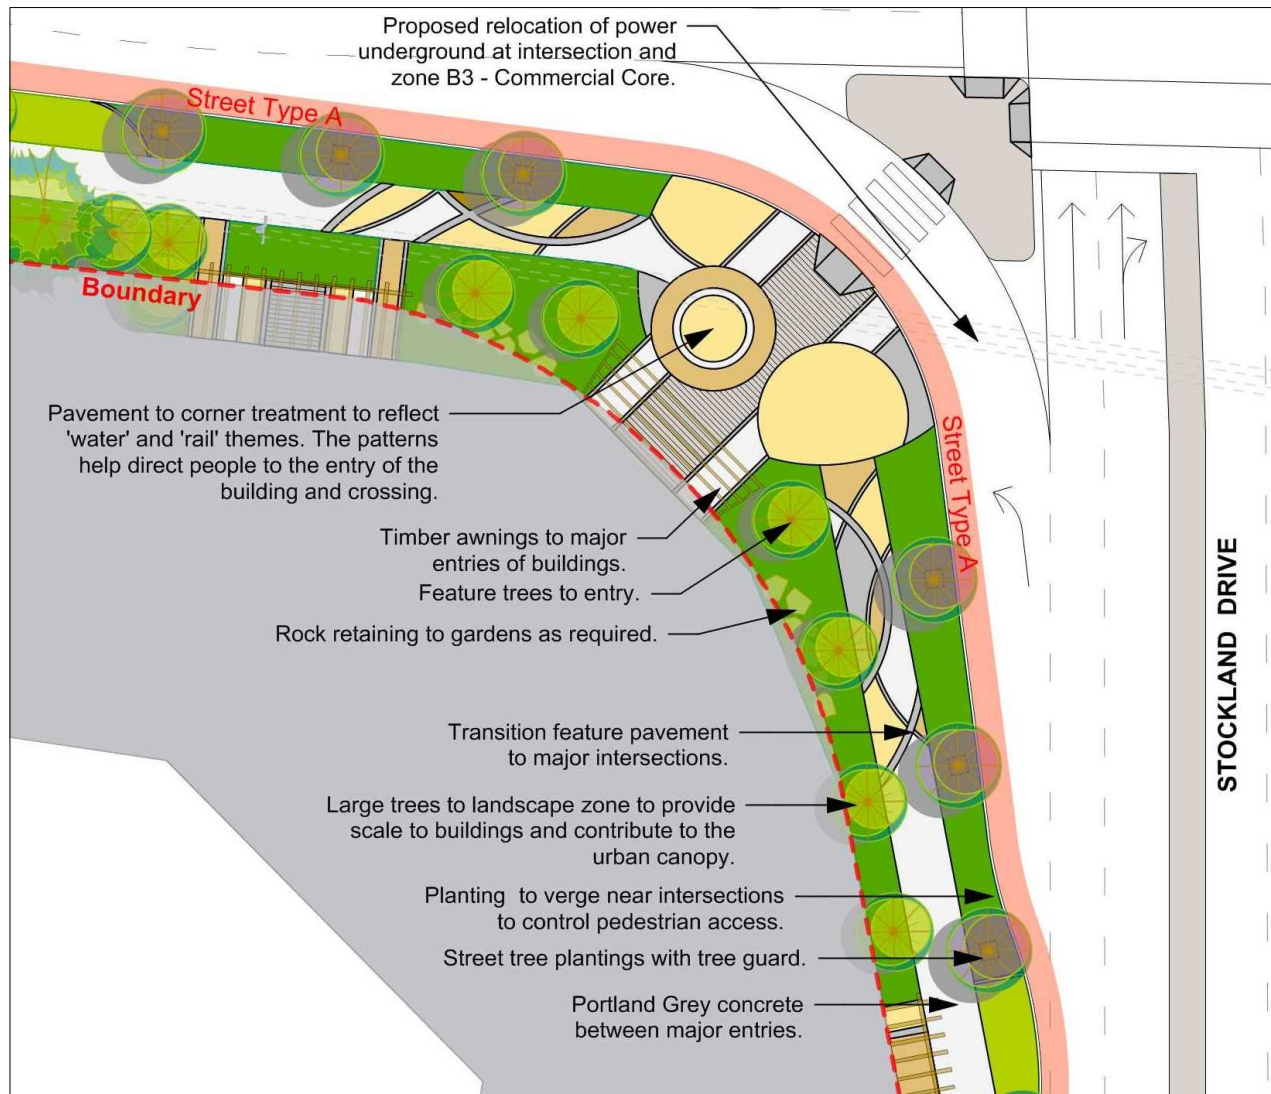 Proposed relocation of power
underground at intersection and
zone B3 - Commercial Core.
Street Type A
Boundary
Pavement to corner treatment to reflect
'water' and 'rail' themes. The patterns
help direct people to the entry of the
building and crossing.
Street Type A
Timber awnings to major
entries of buildings.
Feature trees to entry.
Rock retaining to gardens as required.
STOCKLAND DRIVE
Transition feature pavement
to major intersections.
Large trees to landscape zone to provide
scale to buildings and contribute to the
urban canopy.
Planting to verge near intersections
to control pedestrian access.
Street tree plantings with tree guard.
Portland Grey concrete
between major entries.